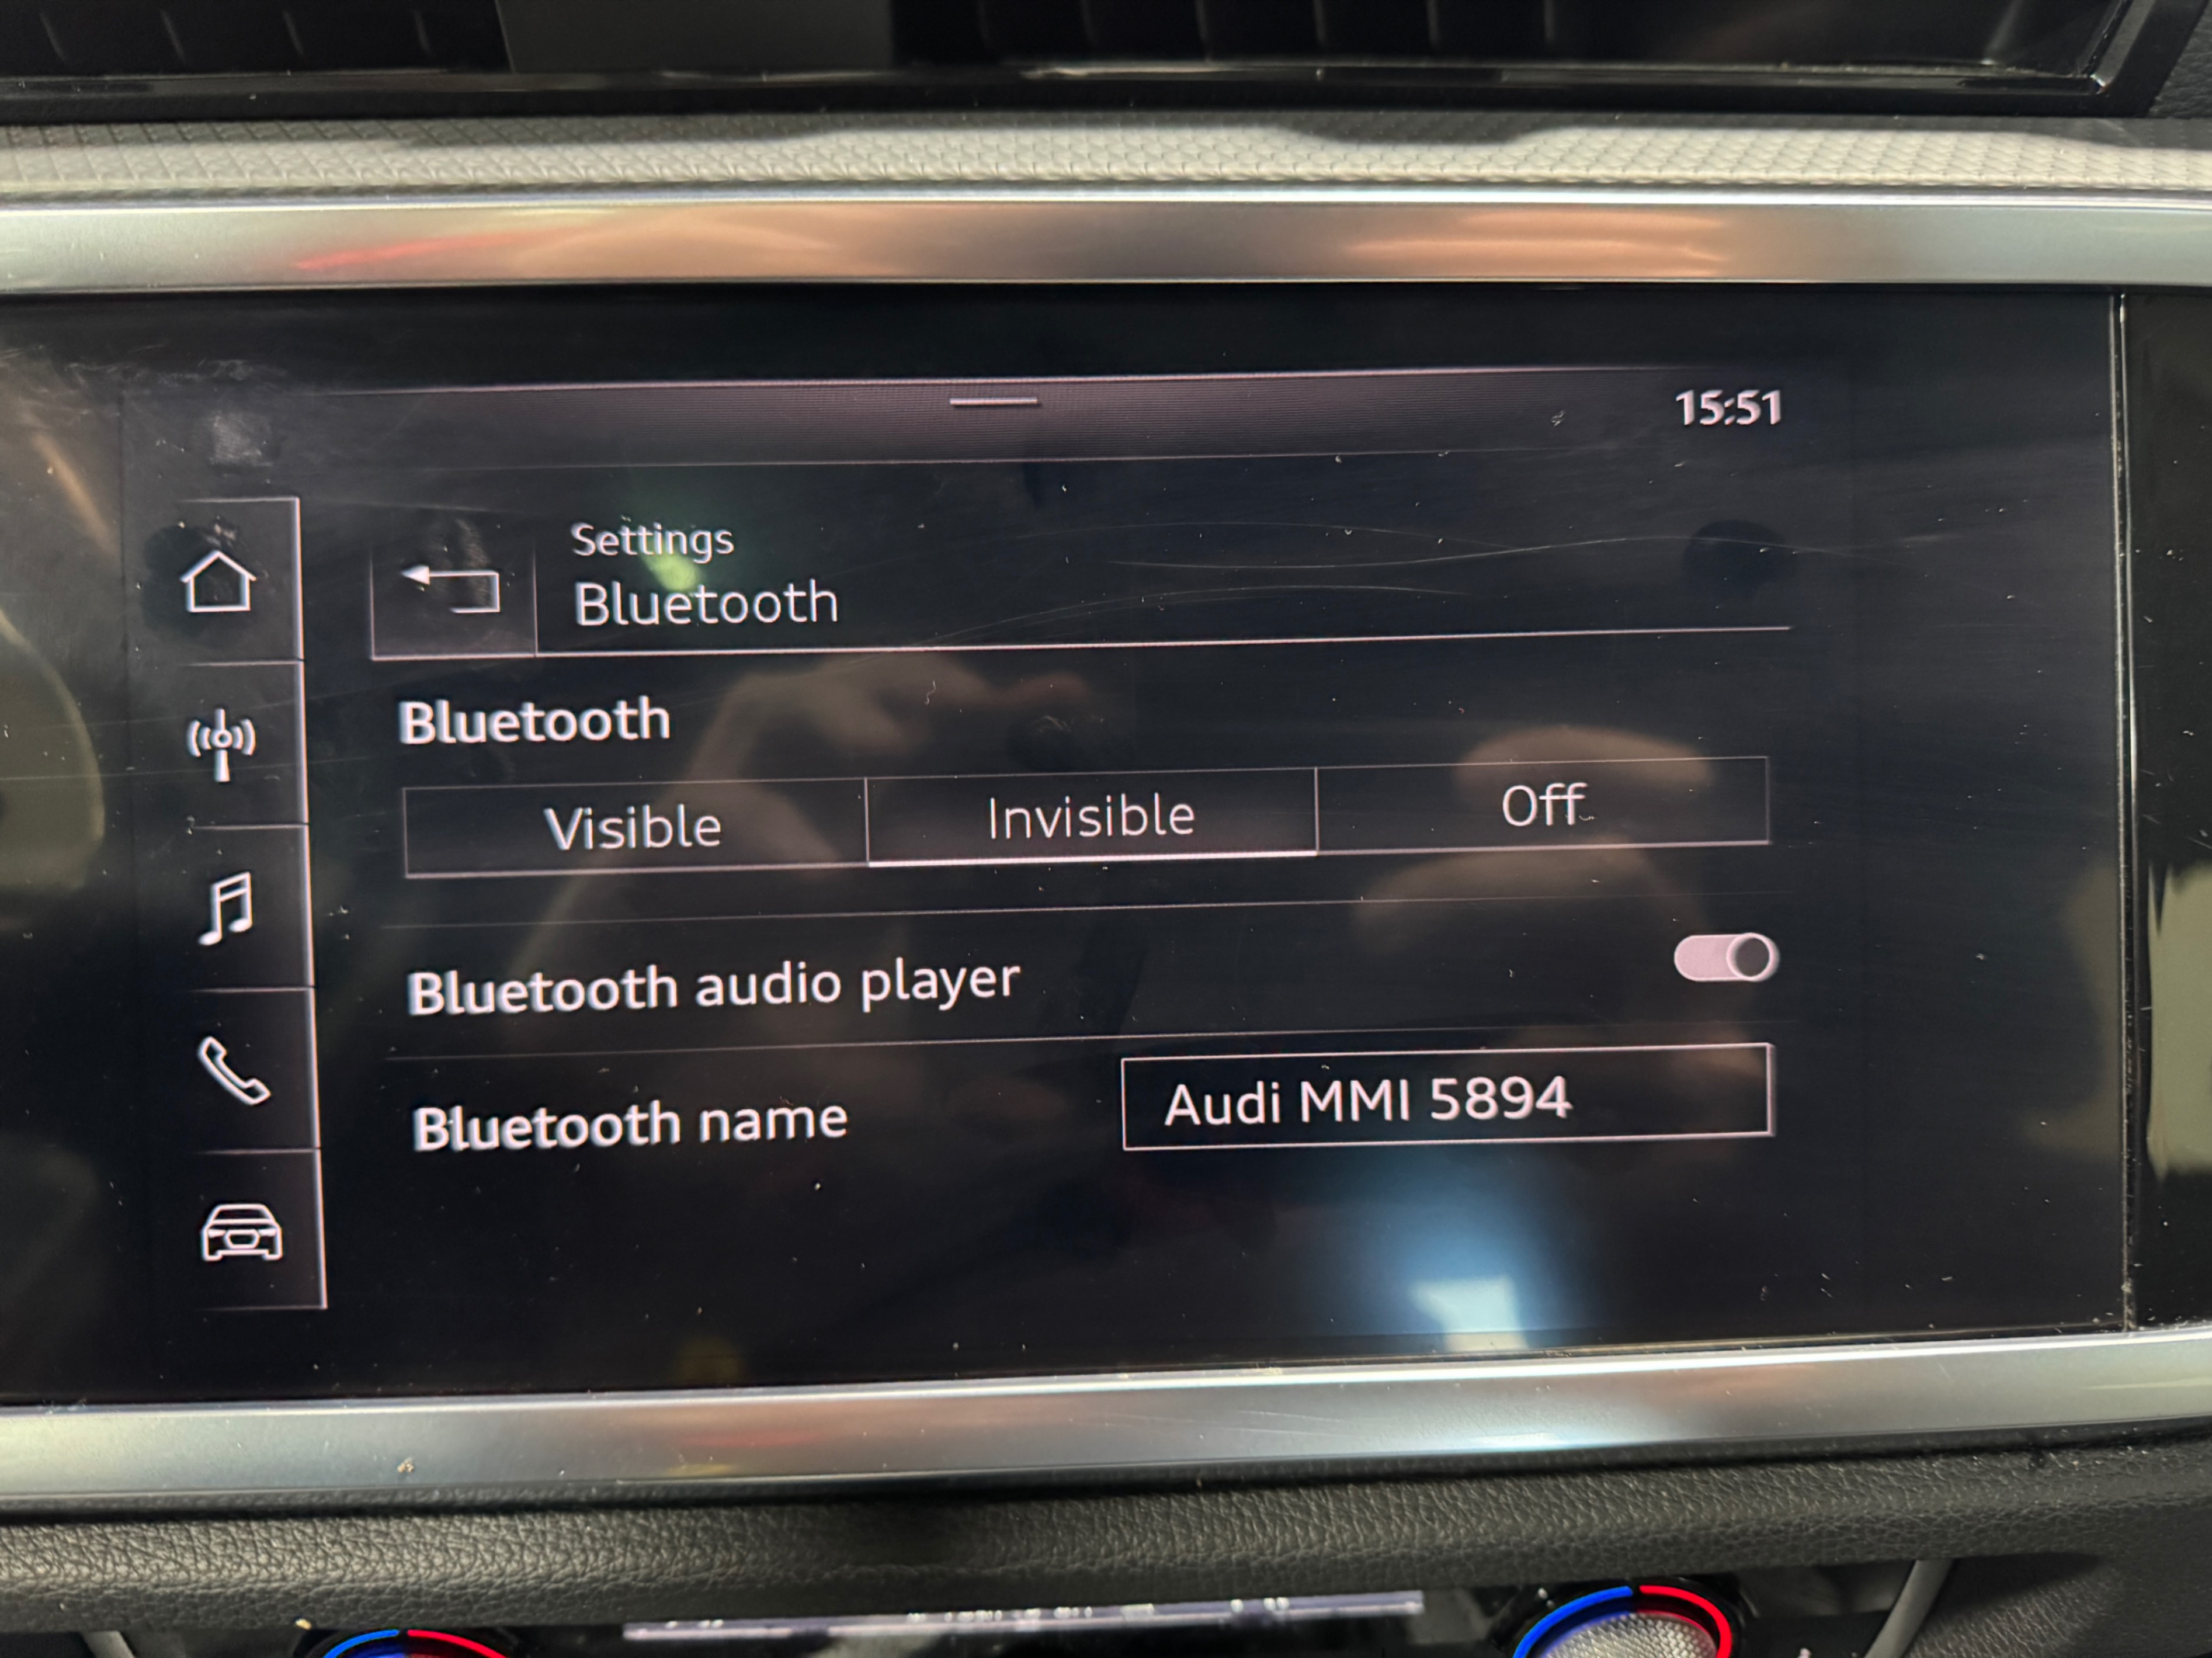 15:51
Settings
Bluetooth
Bluetooth
Visible
Invisible
Off
Bluetooth audio player
Bluetooth name
Audi MMI 5894